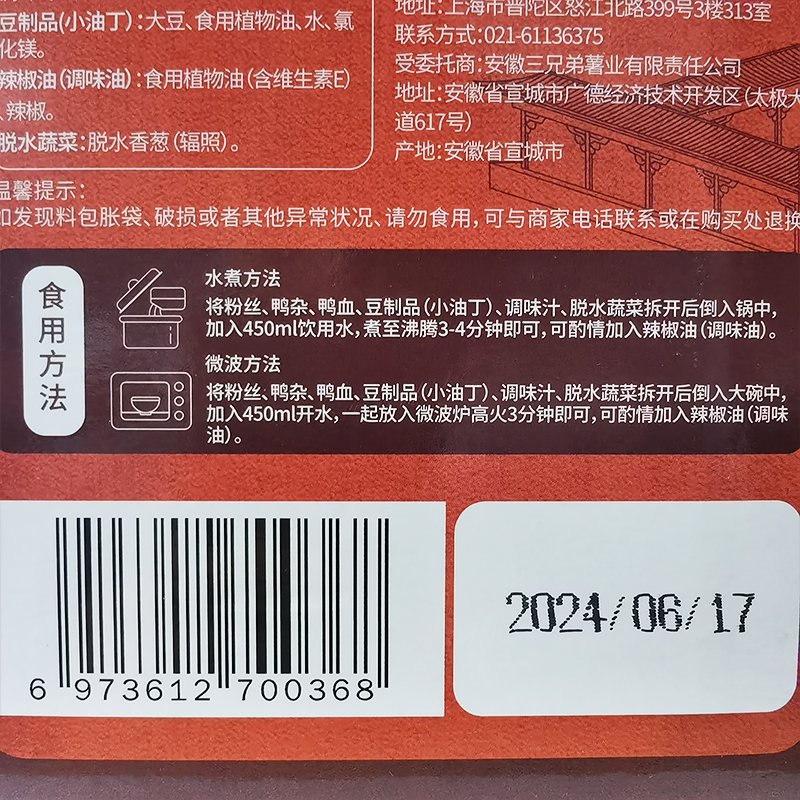 豆制品(小油丁)：大豆、食用植物油、水、氯
化镁。
辣椒油(调味油)：食用植物油(含维生素E)
、辣椒。
脱水蔬菜：脱水香葱(辐照)。
地址：上海市普陀区怒江北路399号3楼313室
联系方式：021-61136375
受委托商：安徽三兄弟薯业有限责任公司
地址：安徽省宣城市广德经济技术开发区(太极大
道617号)
产地：安徽省宣城市
温馨提示：
如发现料包胀袋、破损或者其他异常状况、请勿食用，可与商家电话联系或在购买处退换
食用方法
水煮方法
将粉丝、鸭杂、鸭血、豆制品(小油丁)、调味汁、脱水蔬菜拆开后倒入锅中，
加入450ml饮用水，煮至沸腾3-4分钟即可，可酌情加入辣椒油(调味油)。
微波方法
将粉丝、鸭杂、鸭血、豆制品(小油丁)、调味汁、脱水蔬菜拆开后倒入大碗中，
加入450ml开水，一起放入微波炉高火3分钟即可，可酌情加入辣椒油(调味
油)。
6 973612 700368
2024/06/17